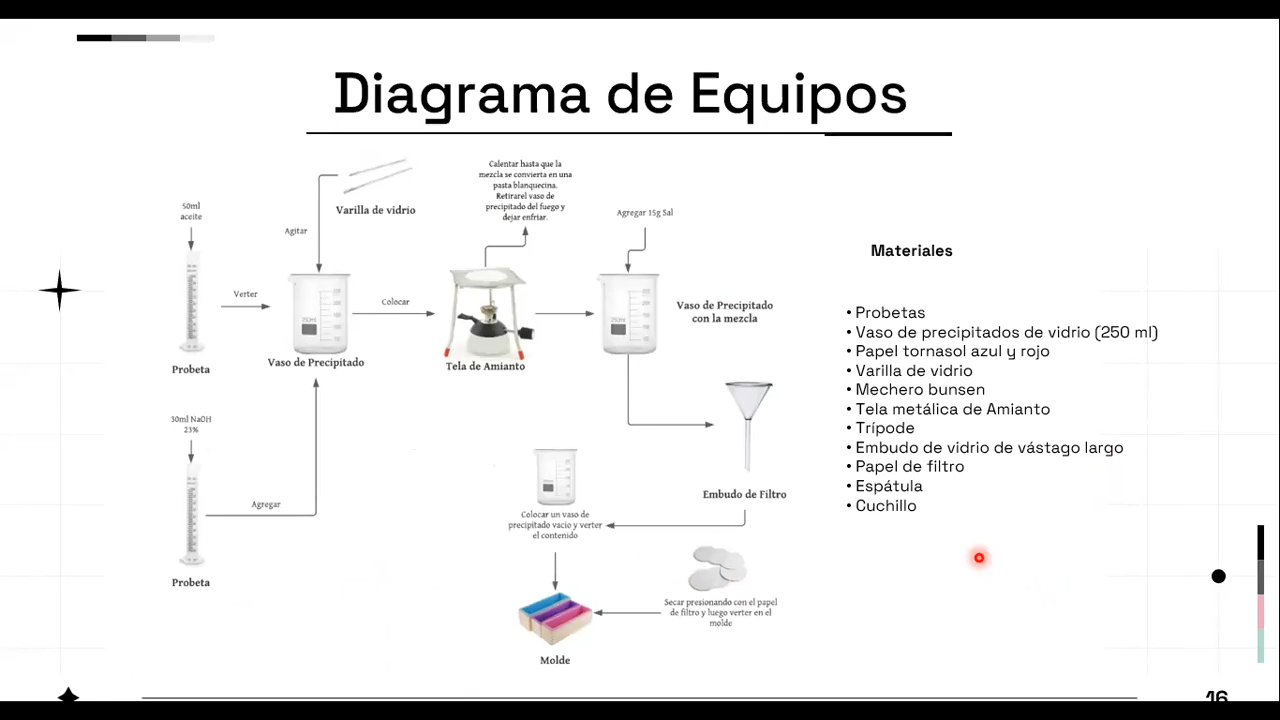 Diagrama de Equipos
50ml
aceite
Agitar
Varilla de vidrio
Calentar hasta que la
mezcla se convierta en una
pasta blanquecina.
Retirarel vaso de
precipitado del fuego y
dejar enfriar.
Agregar 15g Sal
Verter
Colocar
250ml
250ml
Vaso de Precipitado
con la mezcla
Probeta
Vaso de Precipitado
Tela de Amianto
30ml NaOH
23%
Agregar
Probeta
Embudo de Filtro
Colocar un vaso de
precipitado vacio y verter
el contenido
Secar presionando con el papel
de filtro y luego verter en el
molde
Molde
Materiales
• Probetas
• Vaso de precipitados de vidrio (250 ml)
• Papel tornasol azul y rojo
• Varilla de vidrio
• Mechero bunsen
• Tela metálica de Amianto
• Trípode
• Embudo de vidrio de vástago largo
• Papel de filtro
• Espátula
• Cuchillo
16